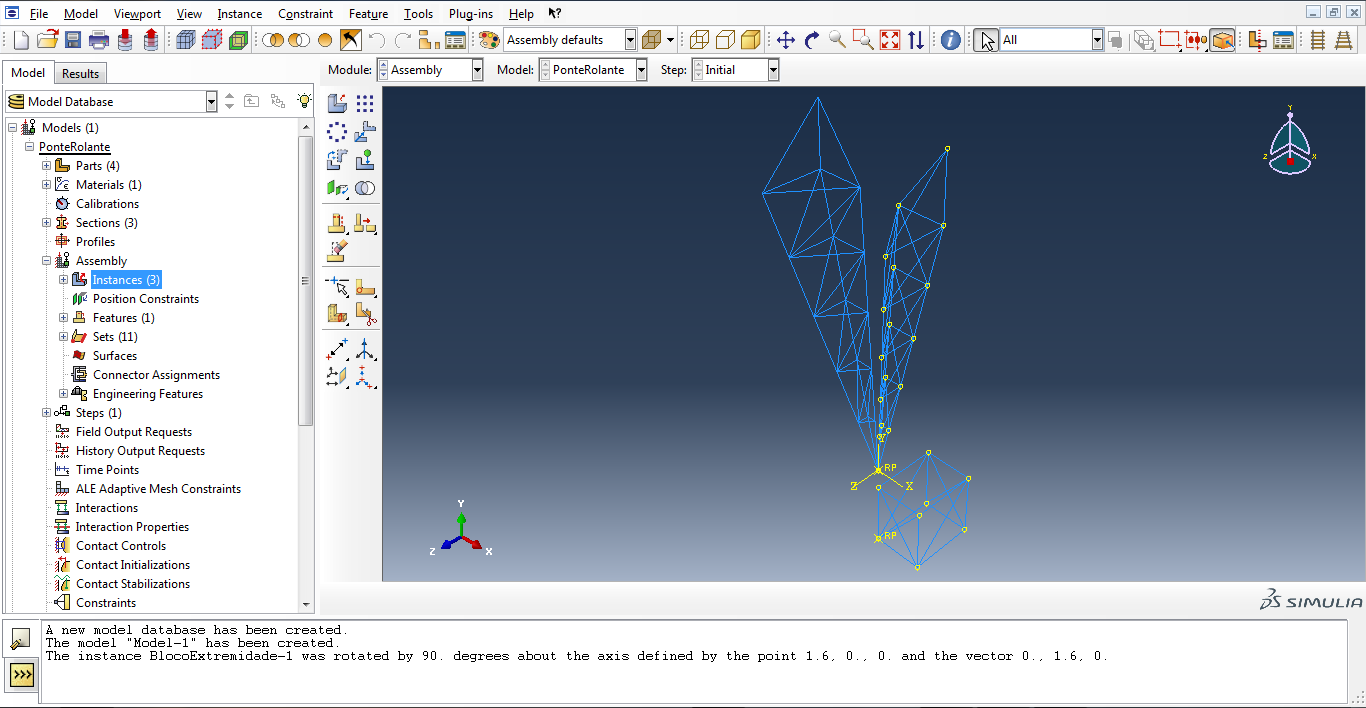 File Model Viewport View Instance Constraint Feature Tools Plug-ins Help
Assembly defaults
All
Model Results
Module: Assembly Model: PonteRolante Step: Initial
Model Database
Models (1)
PonteRolante
Parts (4)
Materials (1)
Calibrations
Sections (3)
Profiles
Assembly
Instances (3)
Position Constraints
Features (1)
Sets (11)
Surfaces
Connector Assignments
Engineering Features
Steps (1)
Field Output Requests
History Output Requests
Time Points
ALE Adaptive Mesh Constraints
Interactions
Interaction Properties
Contact Controls
Contact Initializations
Contact Stabilizations
Constraints
Y
Z X
Y
RP
Z X
RP
Y
Z X
SIMULIA
A new model database has been created.
The model "Model-1" has been created.
The instance BlocoExtremidade-1 was rotated by 90. degrees about the axis defined by the point 1.6, 0., 0. and the vector 0., 1.6, 0.
>>>